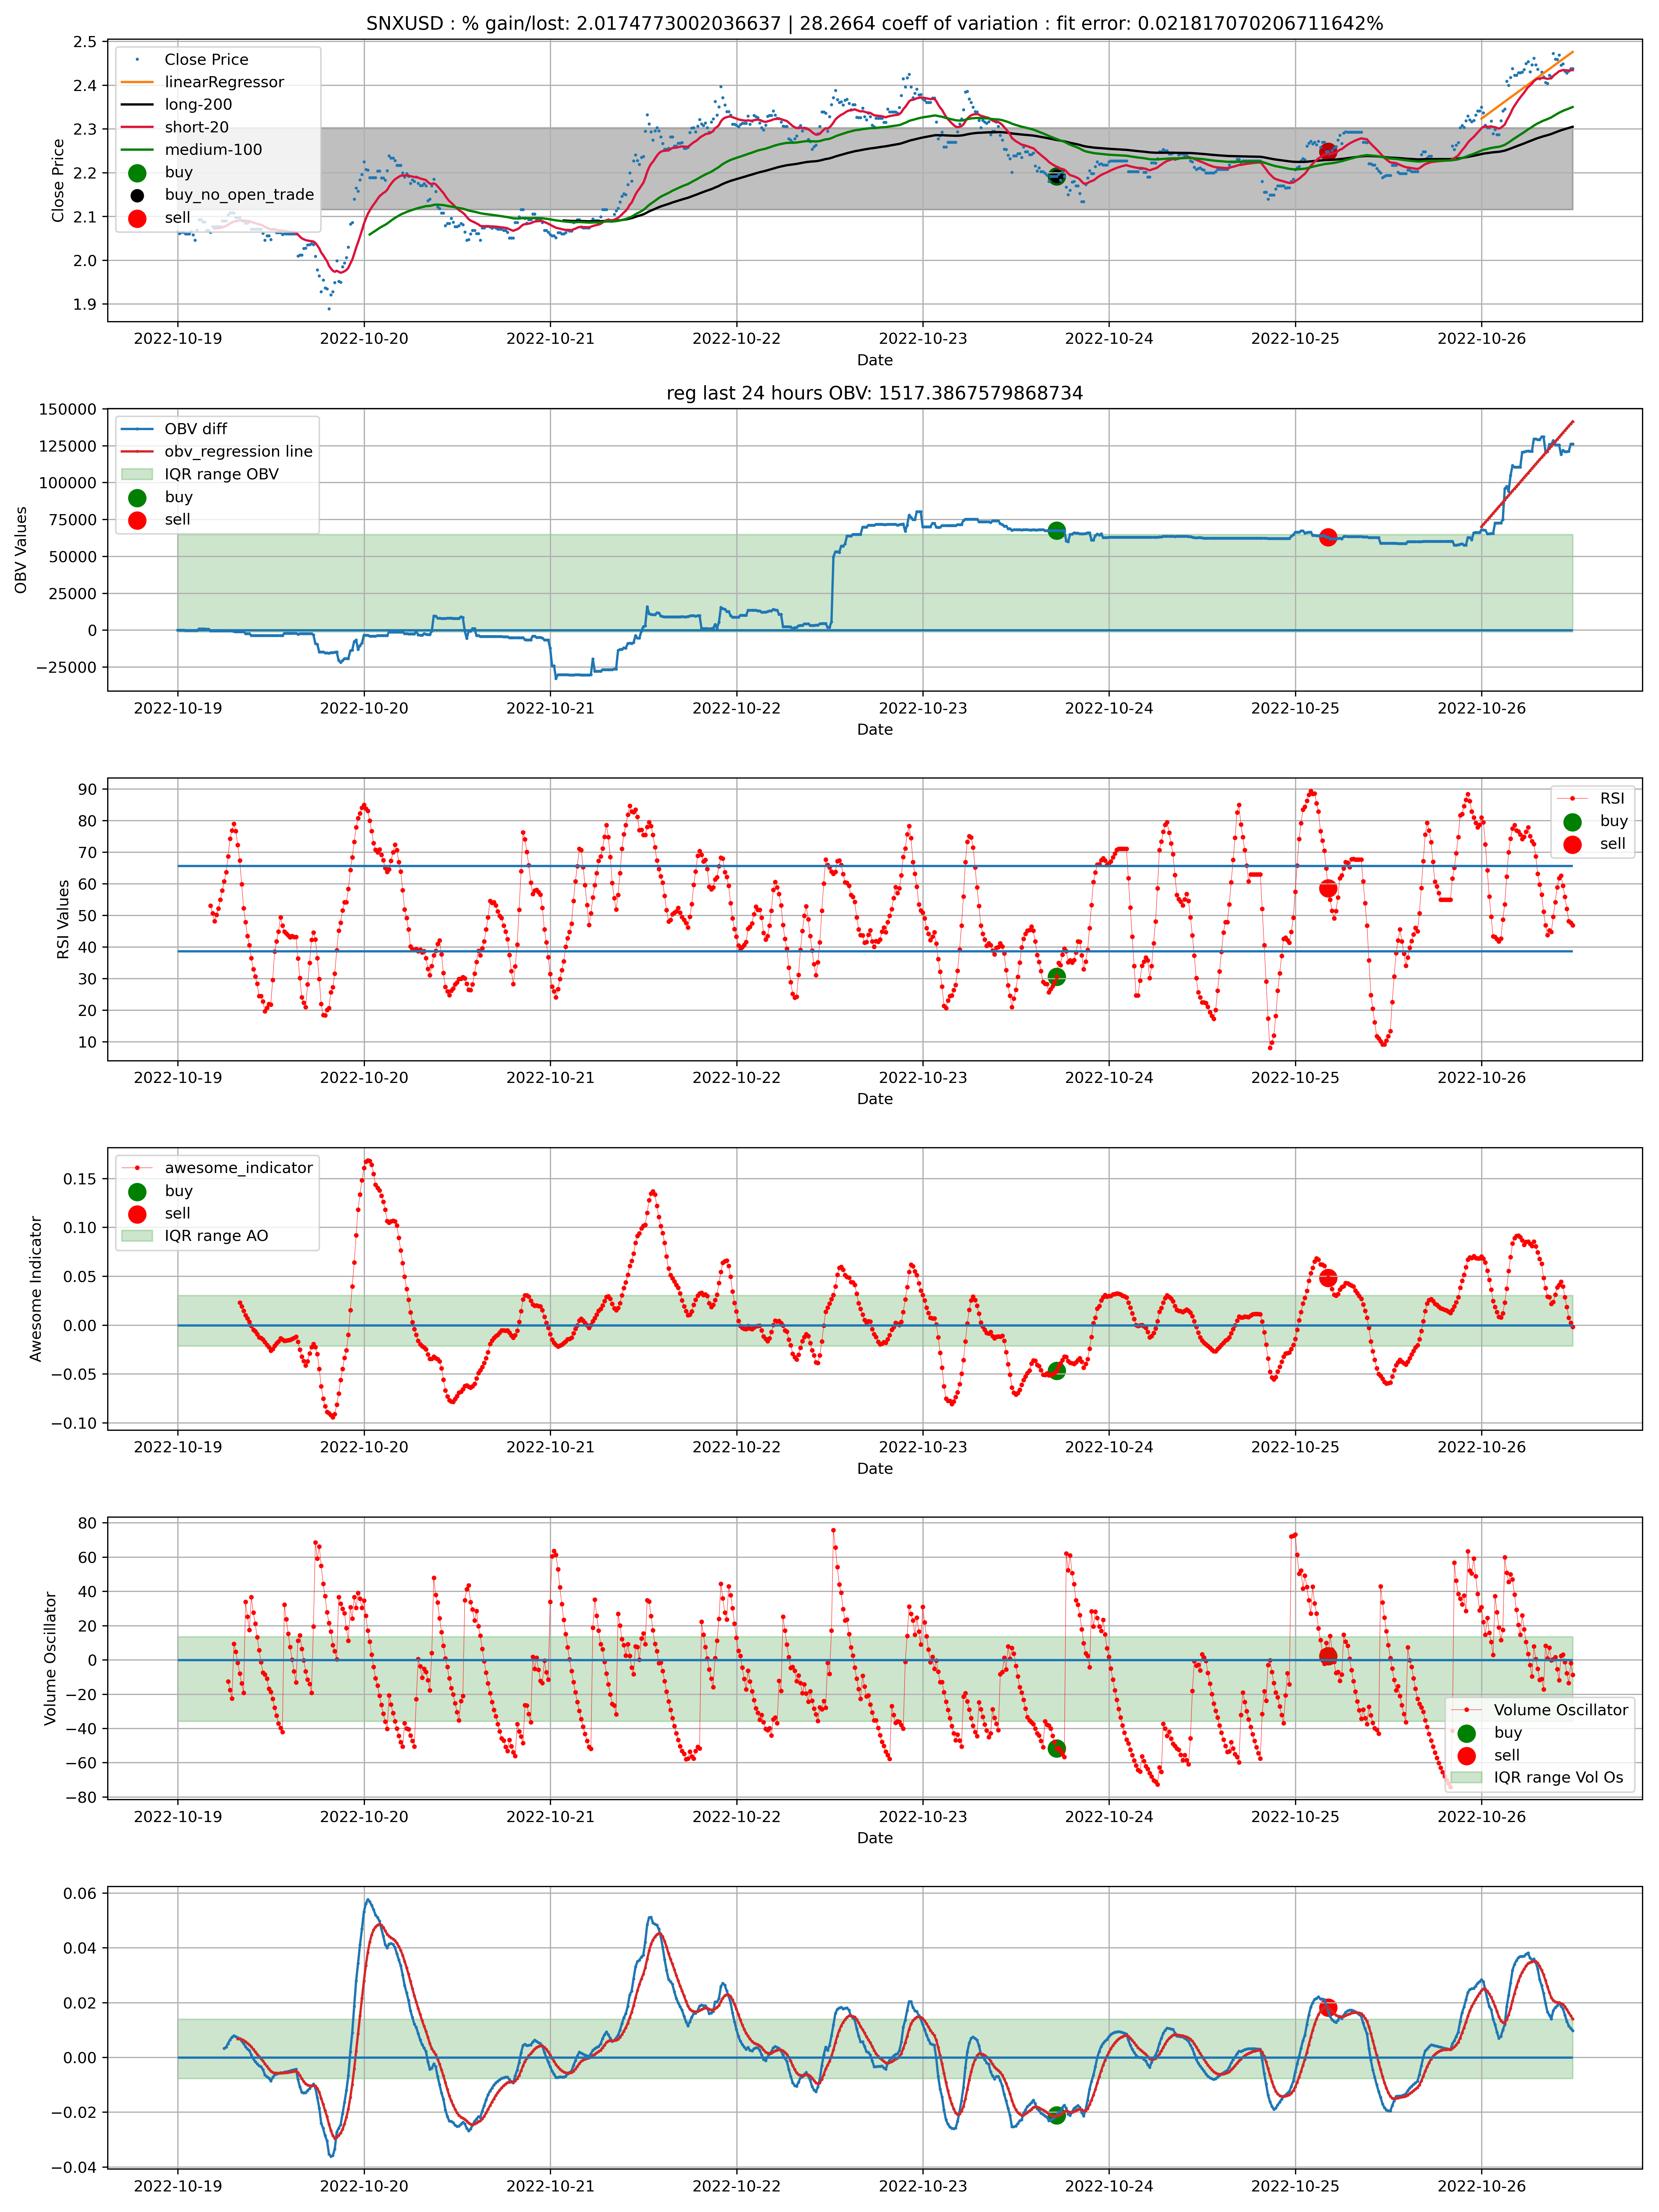 SNXUSD : % gain/lost: 2.0174773002036637 | 28.2664 coeff of variation : fit error: 0.021817070206711642%
2.5
2.4
2.3
2.2
2.1
2.0
1.9
Close Price
Close Price
linearRegressor
long-200
short-20
medium-100
buy
buy_no_open_trade
sell
2022-10-19 2022-10-20 2022-10-21 2022-10-22 2022-10-23 2022-10-24 2022-10-25 2022-10-26
Date
reg last 24 hours OBV: 1517.3867579868734
150000
125000
100000
75000
50000
25000
0
−25000
OBV Values
OBV diff
obv_regression line
IQR range OBV
buy
sell
2022-10-19 2022-10-20 2022-10-21 2022-10-22 2022-10-23 2022-10-24 2022-10-25 2022-10-26
Date
90
80
70
60
50
40
30
20
10
RSI Values
RSI
buy
sell
2022-10-19 2022-10-20 2022-10-21 2022-10-22 2022-10-23 2022-10-24 2022-10-25 2022-10-26
Date
0.15
0.10
0.05
0.00
−0.05
−0.10
Awesome Indicator
awesome_indicator
buy
sell
IQR range AO
2022-10-19 2022-10-20 2022-10-21 2022-10-22 2022-10-23 2022-10-24 2022-10-25 2022-10-26
Date
80
60
40
20
0
−20
−40
−60
−80
Volume Oscillator
Volume Oscillator
buy
sell
IQR range Vol Os
2022-10-19 2022-10-20 2022-10-21 2022-10-22 2022-10-23 2022-10-24 2022-10-25 2022-10-26
Date
0.06
0.04
0.02
0.00
−0.02
−0.04
2022-10-19 2022-10-20 2022-10-21 2022-10-22 2022-10-23 2022-10-24 2022-10-25 2022-10-26